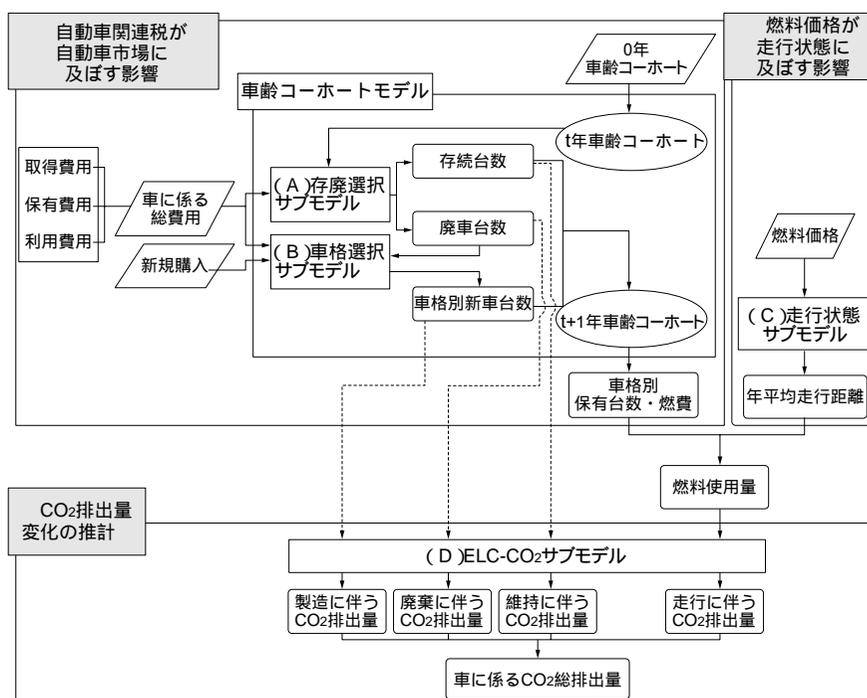 自動車関連税が
自動車市場に
及ぼす影響
燃料価格が
走行状態に
及ぼす影響
0年
車齢コーホート
車齢コーホートモデル
t年車齢コーホート
取得費用
保有費用
利用費用
車に係る
総費用
新規購入
(A)存廃選択
サブモデル
(B)車格選択
サブモデル
存続台数
廃車台数
車格別新車台数
t+1年車齢コーホート
車格別
保有台数・燃費
燃料価格
(C)走行状態
サブモデル
年平均走行距離
燃料使用量
CO2排出量
変化の推計
(D)ELC-CO2サブモデル
製造に伴う
CO2排出量
廃棄に伴う
CO2排出量
維持に伴う
CO2排出量
走行に伴う
CO2排出量
車に係るCO2総排出量